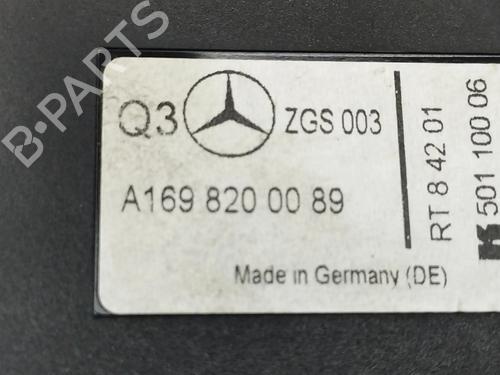 B-PARTS
Q3 ZGS 003
A169 820 00 89
Made in Germany (DE)
RT 8 42 01
501 100 06